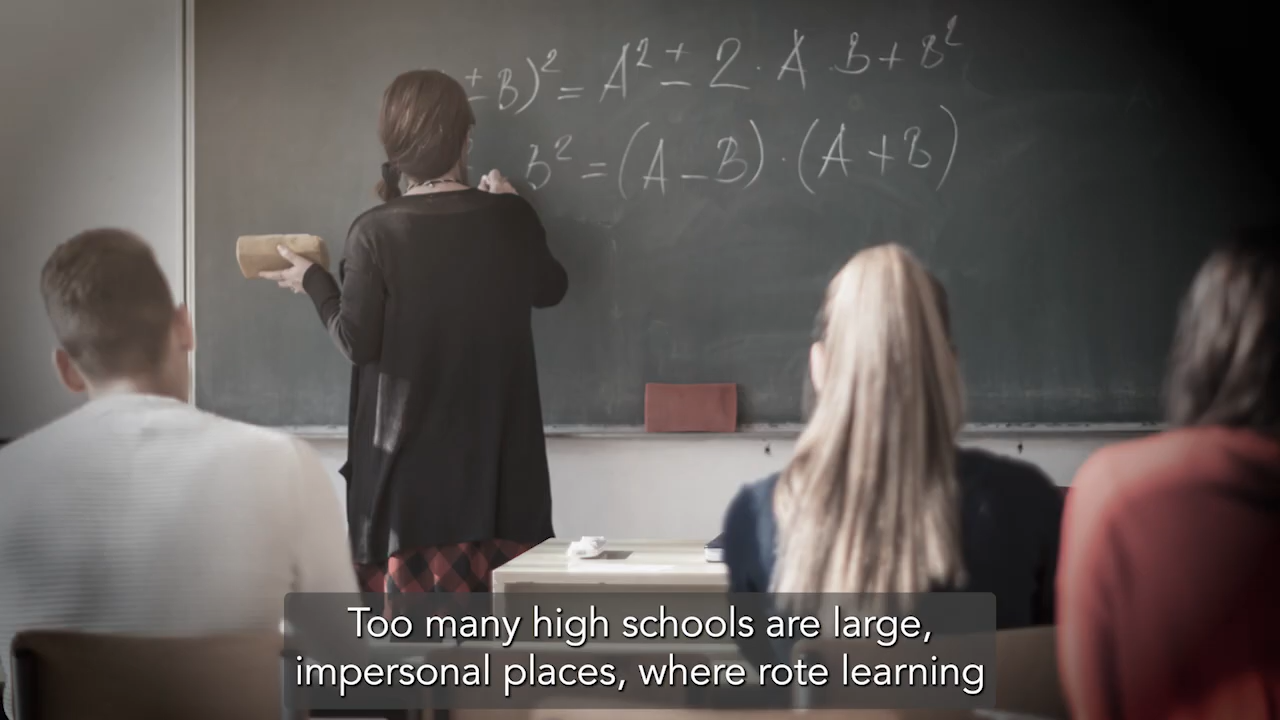 ± B)² = A² ± 2 · A · B + B²
B² = (A − B) · (A + B)
Too many high schools are large,
impersonal places, where rote learning